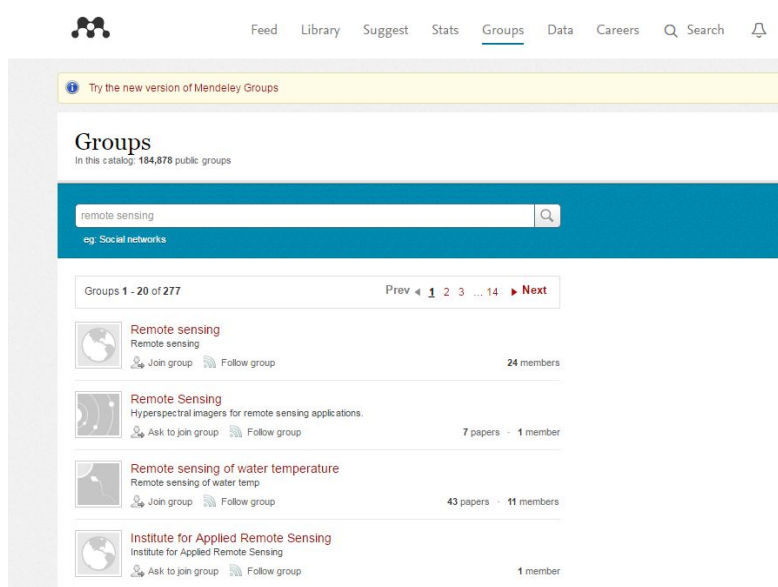 Feed Library Suggest Stats Groups Data Careers Search
Try the new version of Mendeley Groups
Groups
In this catalog: 184,878 public groups
remote sensing
eg: Social networks
Groups 1 - 20 of 277 Prev 1 2 3 ... 14 Next
Remote sensing
Remote sensing
Join group Follow group 24 members
Remote Sensing
Hyperspectral imagers for remote sensing applications.
Ask to join group Follow group 7 papers · 1 member
Remote sensing of water temperature
Remote sensing of water temp
Join group Follow group 43 papers · 11 members
Institute for Applied Remote Sensing
Institute for Applied Remote Sensing
Ask to join group Follow group 1 member